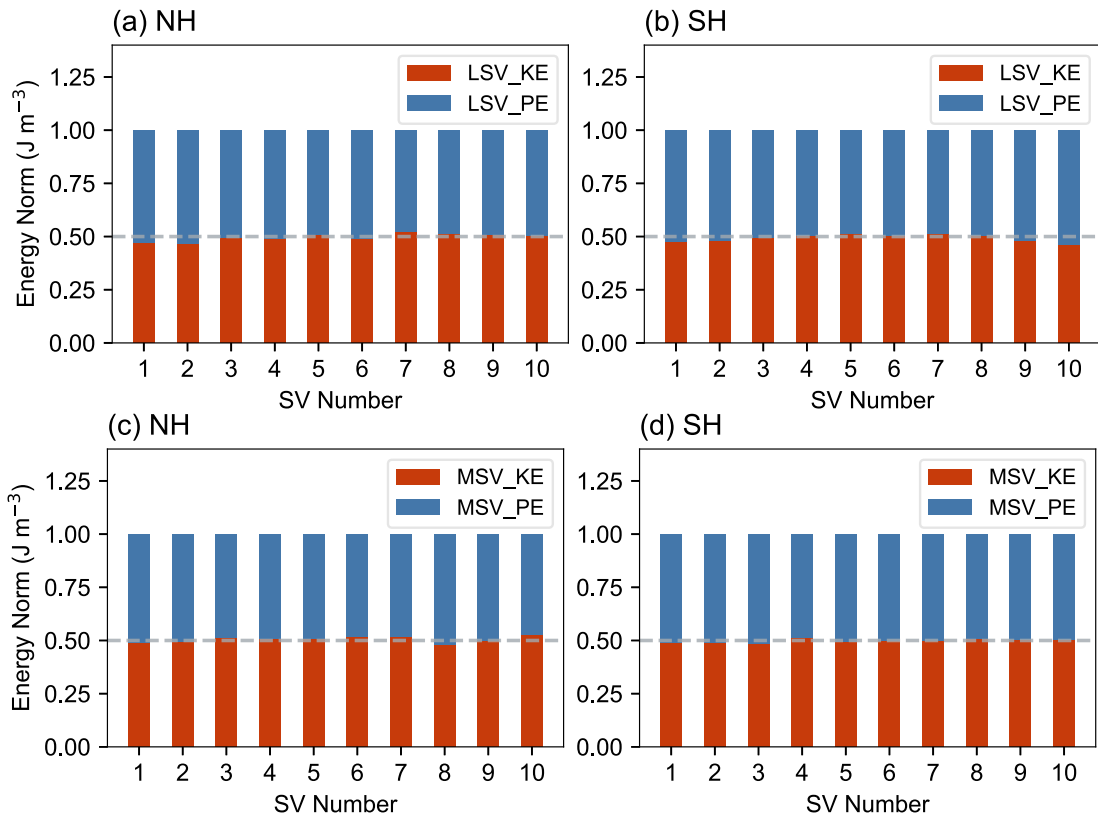 (a) NH
Energy Norm (J m⁻³)
1.25
1.00
0.75
0.50
0.25
0.00
LSV_KE
LSV_PE
1 2 3 4 5 6 7 8 9 10
SV Number
(b) SH
1.25
1.00
0.75
0.50
0.25
0.00
LSV_KE
LSV_PE
1 2 3 4 5 6 7 8 9 10
SV Number
(c) NH
Energy Norm (J m⁻³)
1.25
1.00
0.75
0.50
0.25
0.00
MSV_KE
MSV_PE
1 2 3 4 5 6 7 8 9 10
SV Number
(d) SH
1.25
1.00
0.75
0.50
0.25
0.00
MSV_KE
MSV_PE
1 2 3 4 5 6 7 8 9 10
SV Number